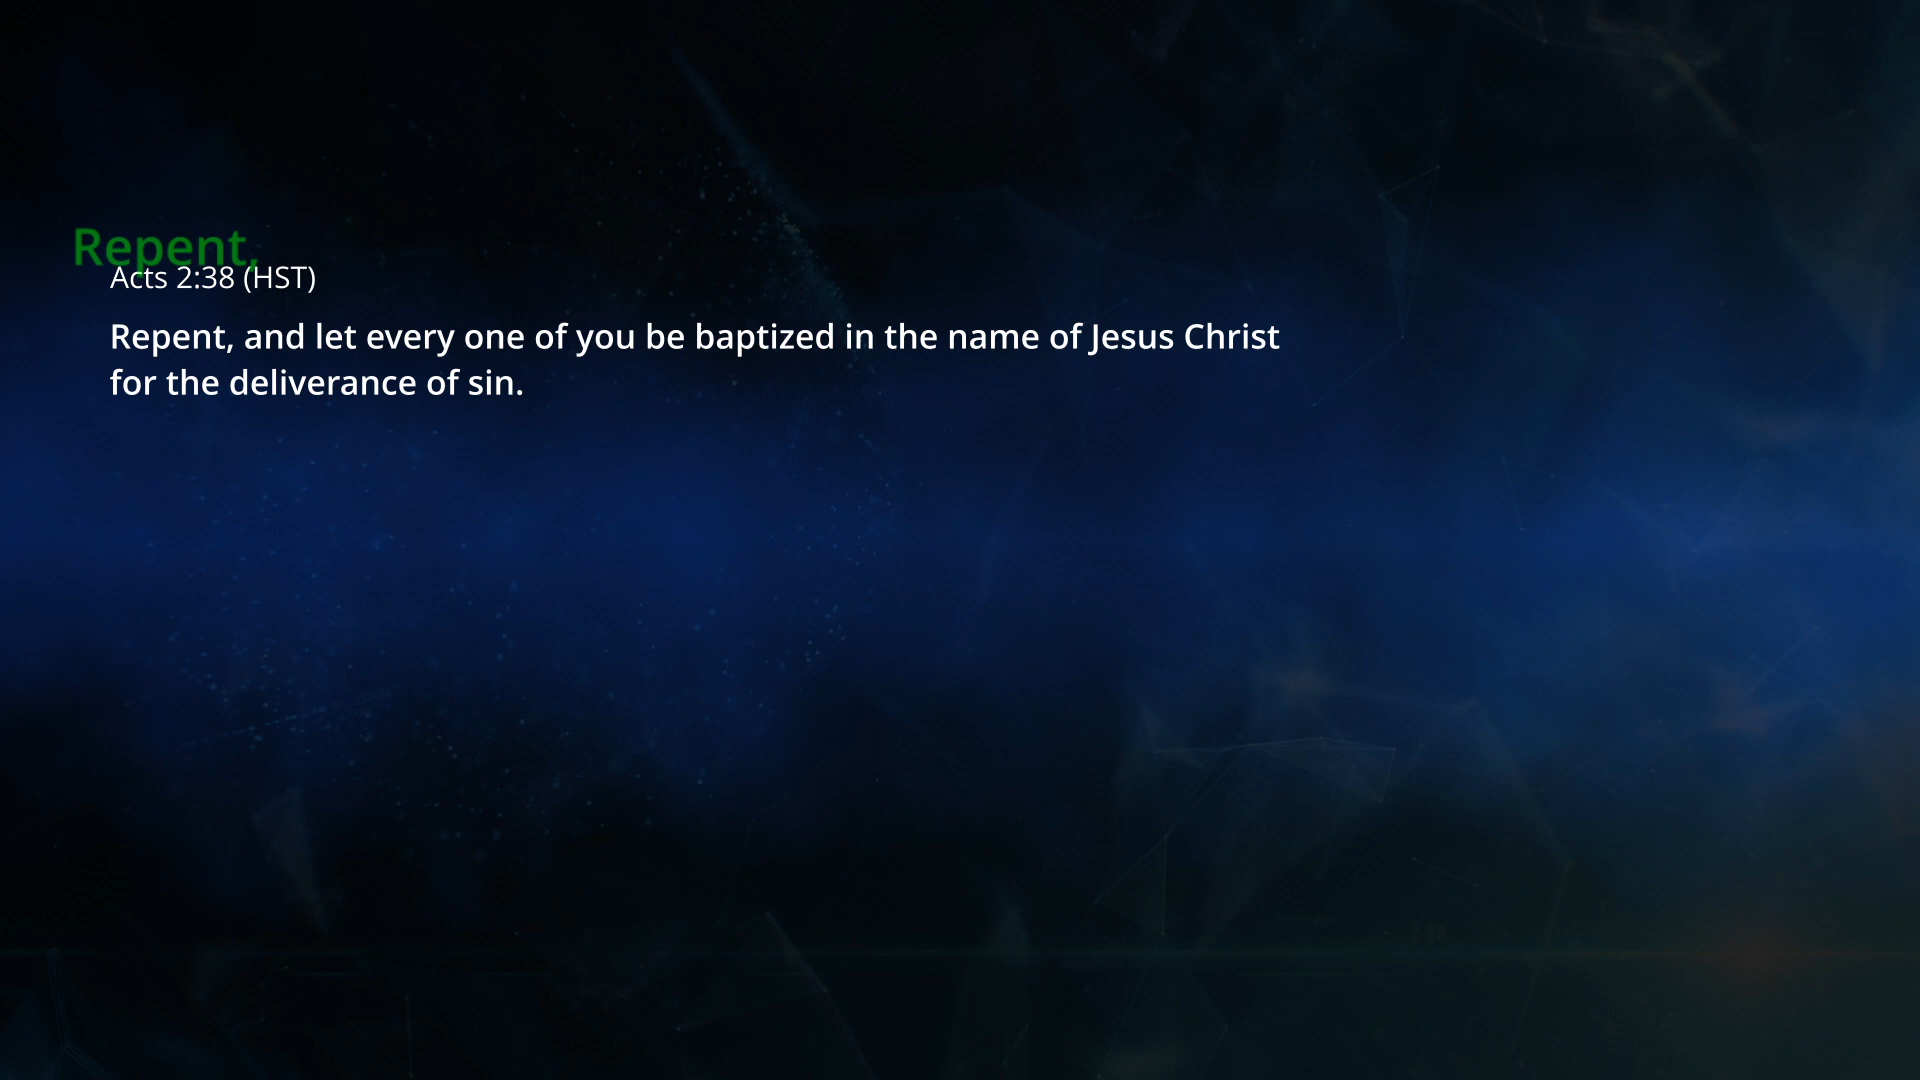 Repent,
Acts 2:38 (HST)
Repent, and let every one of you be baptized in the name of Jesus Christ
for the deliverance of sin.